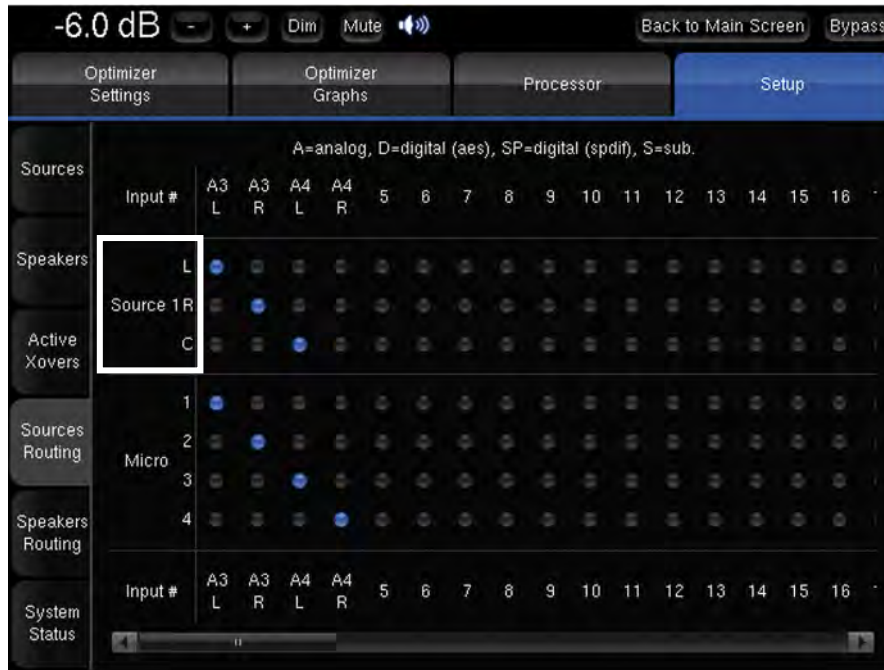 -6.0 dB - + Dim Mute Back to Main Screen Bypass
Optimizer Settings
Optimizer Graphs
Processor
Setup
Sources
Speakers
Active Xovers
Sources Routing
Speakers Routing
System Status
A=analog, D=digital (aes), SP=digital (spdif), S=sub.
Input # A3 L A3 R A4 L A4 R 5 6 7 8 9 10 11 12 13 14 15 16
Source 1
L
R
C
Micro
1
2
3
4
Input # A3 L A3 R A4 L A4 R 5 6 7 8 9 10 11 12 13 14 15 16